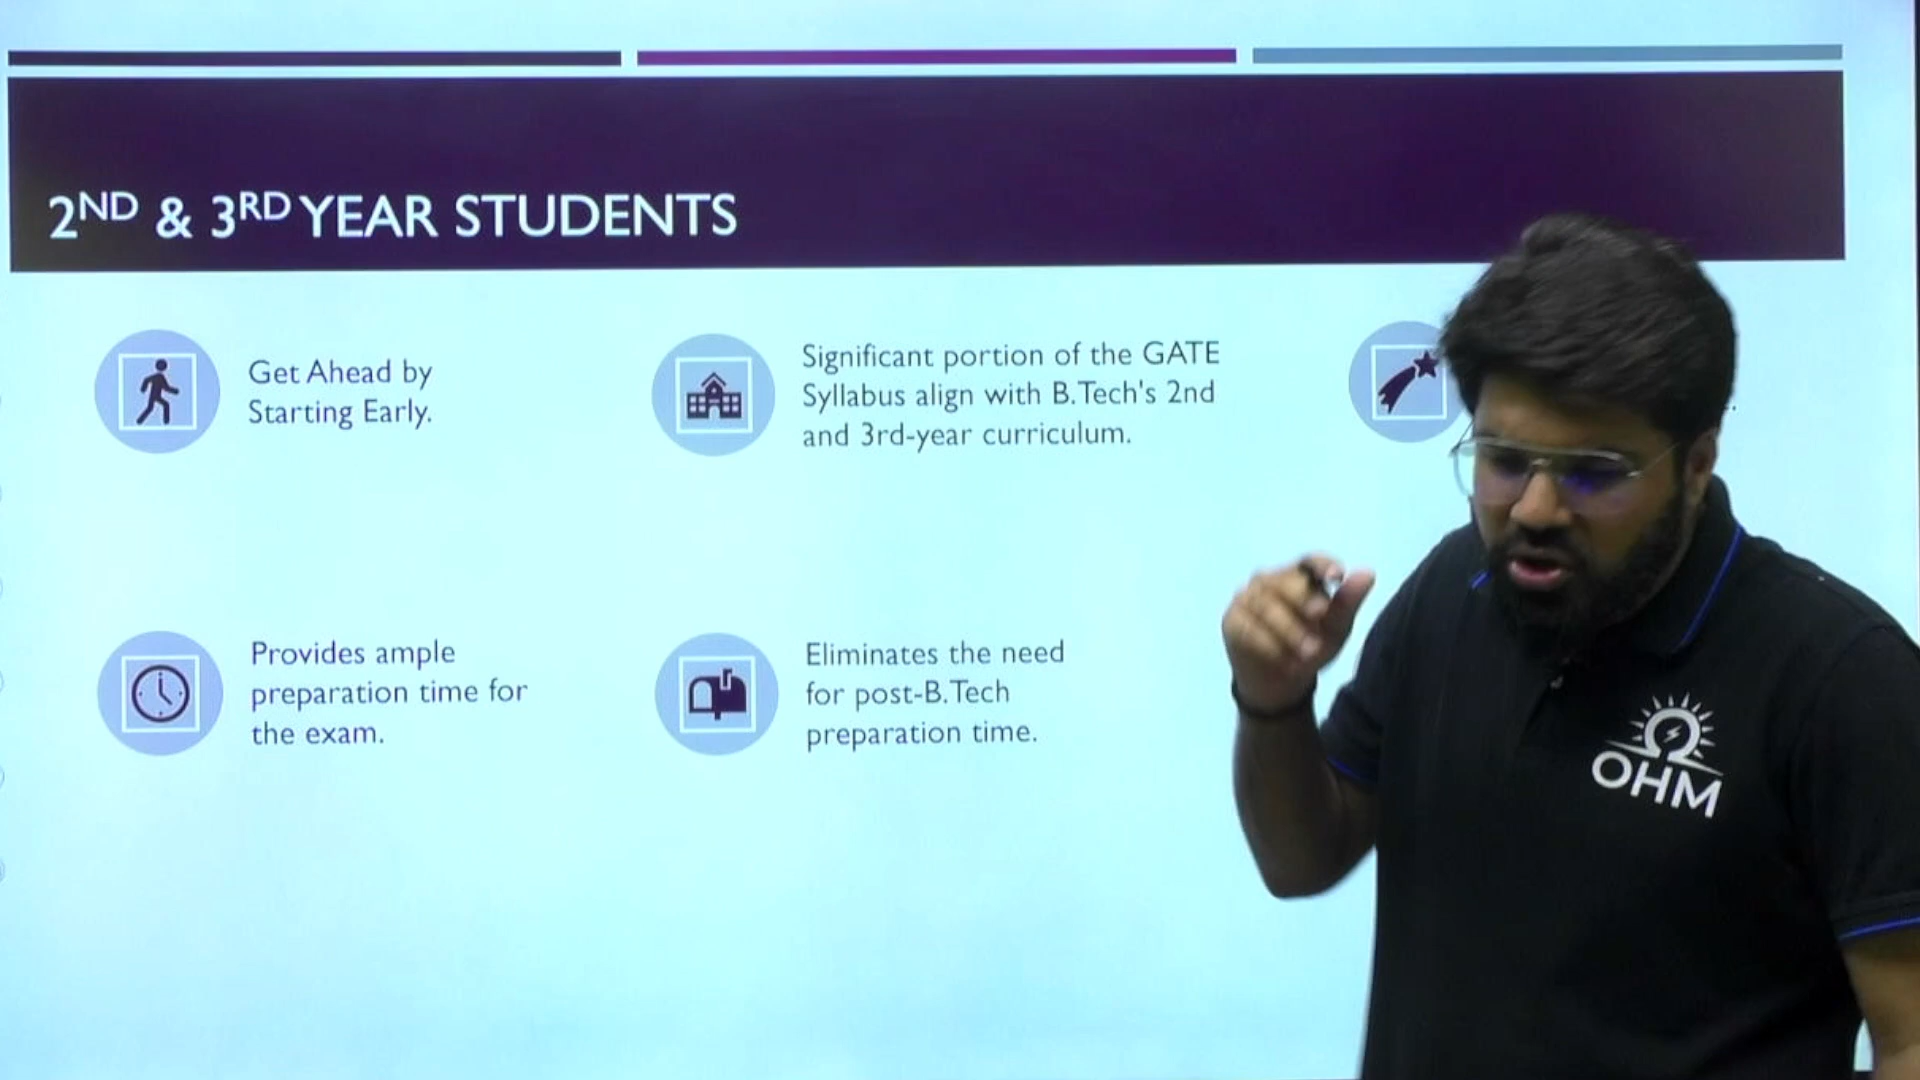 2ND & 3RD YEAR STUDENTS
Get Ahead by
Starting Early.
Significant portion of the GATE
Syllabus align with B.Tech's 2nd
and 3rd-year curriculum.
Provides ample
preparation time for
the exam.
Eliminates the need
for post-B.Tech
preparation time.
OHM